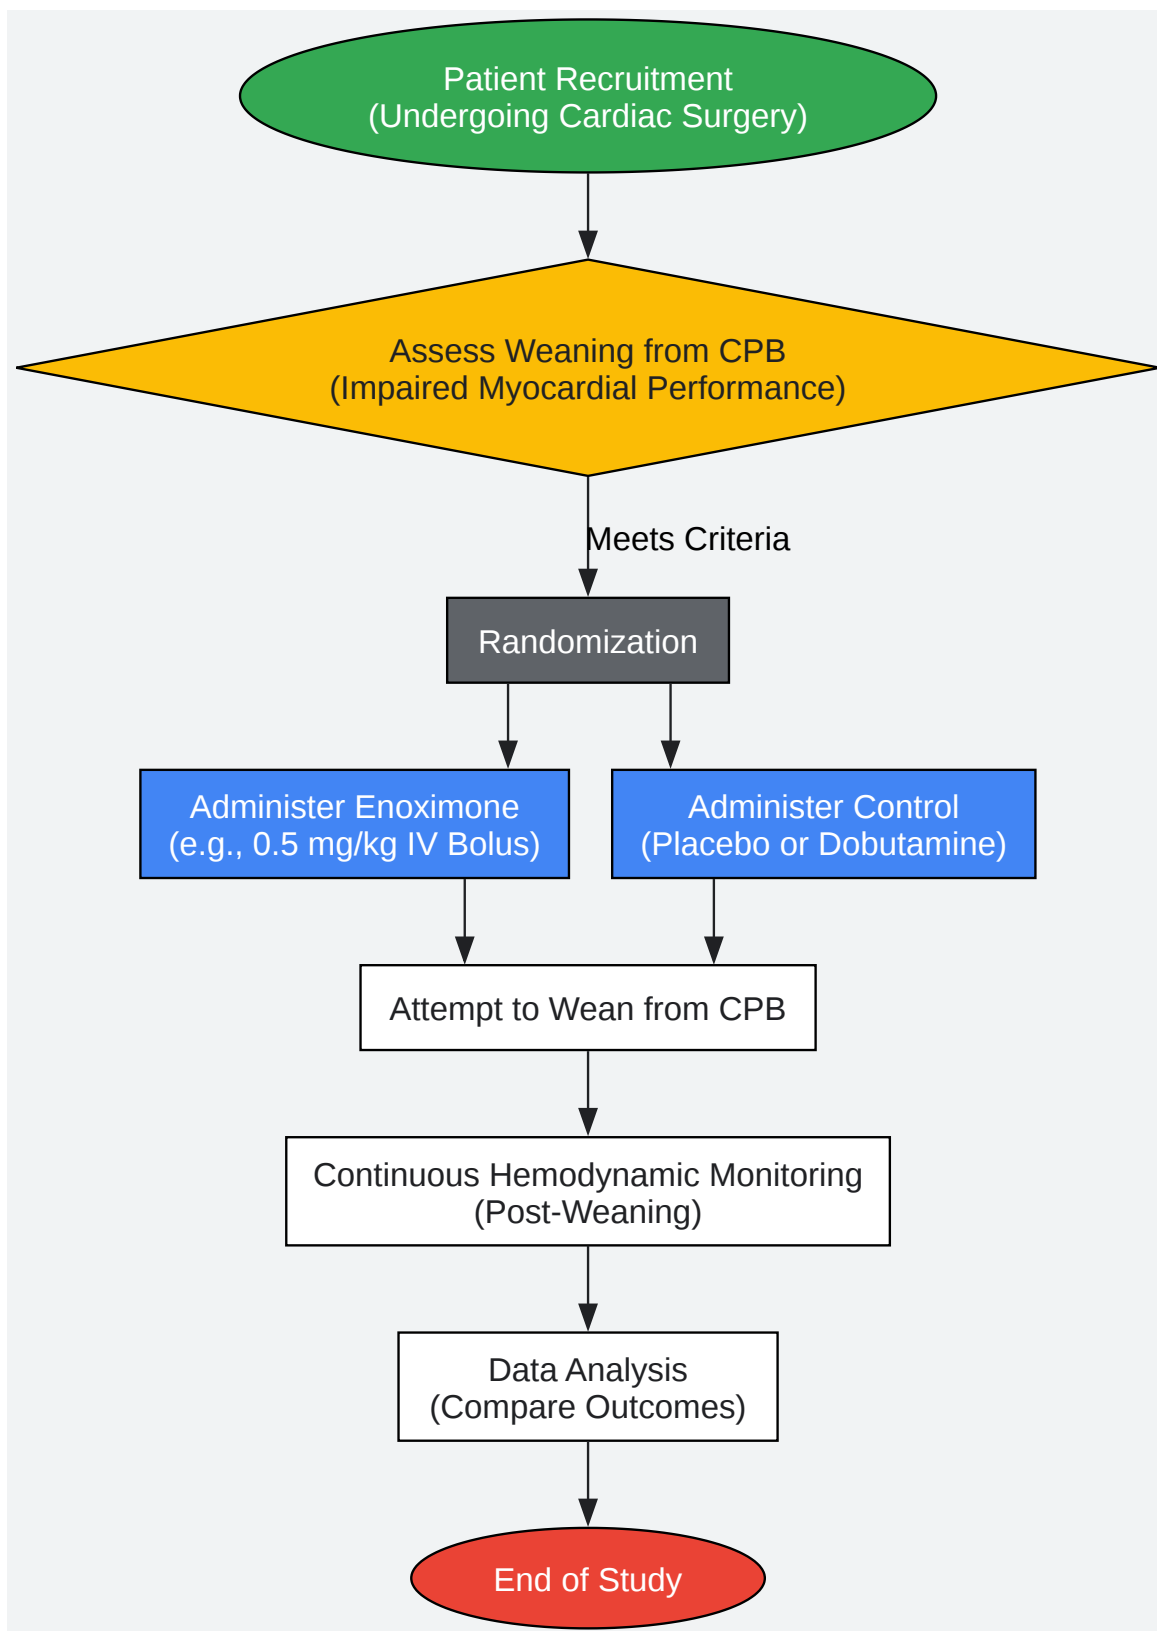 Patient Recruitment
(Undergoing Cardiac Surgery)
Assess Weaning from CPB
(Impaired Myocardial Performance)
Meets Criteria
Randomization
Administer Enoximone
(e.g., 0.5 mg/kg IV Bolus)
Administer Control
(Placebo or Dobutamine)
Attempt to Wean from CPB
Continuous Hemodynamic Monitoring
(Post-Weaning)
Data Analysis
(Compare Outcomes)
End of Study